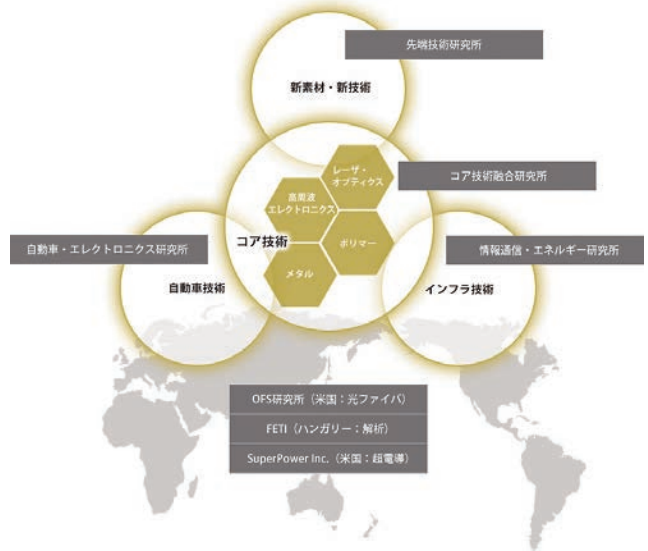 先端技術研究所
新素材・新技術
レーザ・
オプティクス
コア技術融合研究所
高周波
エレクトロニクス
コア技術
ポリマー
自動車・エレクトロニクス研究所
情報通信・エネルギー研究所
メタル
自動車技術
インフラ技術
OFS研究所（米国：光ファイバ）
FETI（ハンガリー：解析）
SuperPower Inc.（米国：超電導）